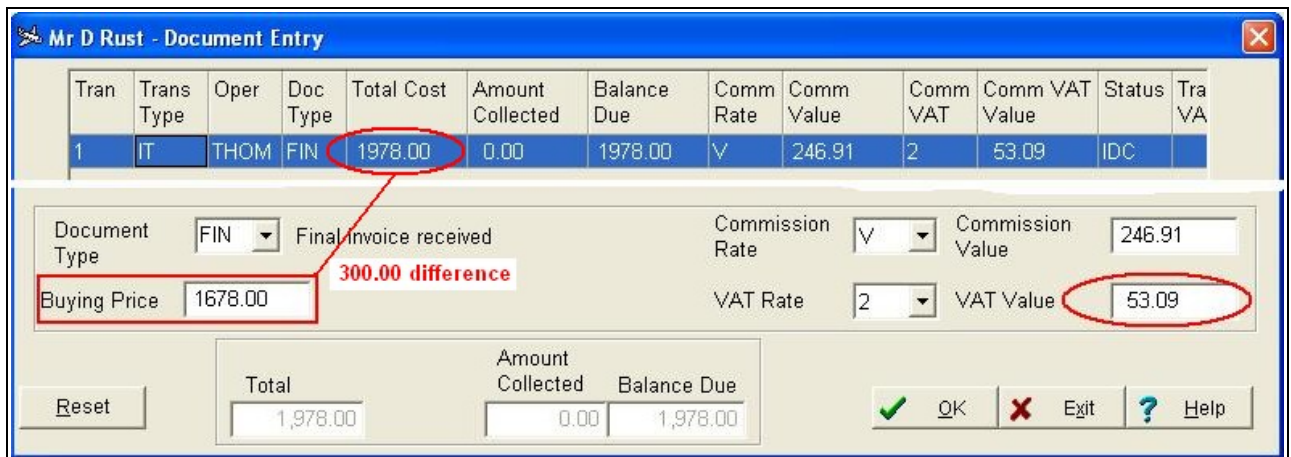 Mr D Rust - Document Entry
Tran Trans Type Oper Doc Type Total Cost Amount Collected Balance Due Comm Rate Comm Value Comm VAT Comm VAT Value Status Tra VA
1 IT THOM FIN 1978.00 0.00 1978.00 V 246.91 2 53.09 IDC
Document Type FIN Final Invoice received Commission Rate V Commission Value 246.91
300.00 difference
Buying Price 1678.00 VAT Rate 2 VAT Value 53.09
Total Amount Collected Balance Due
1,978.00 0.00 1,978.00
Reset OK Exit Help